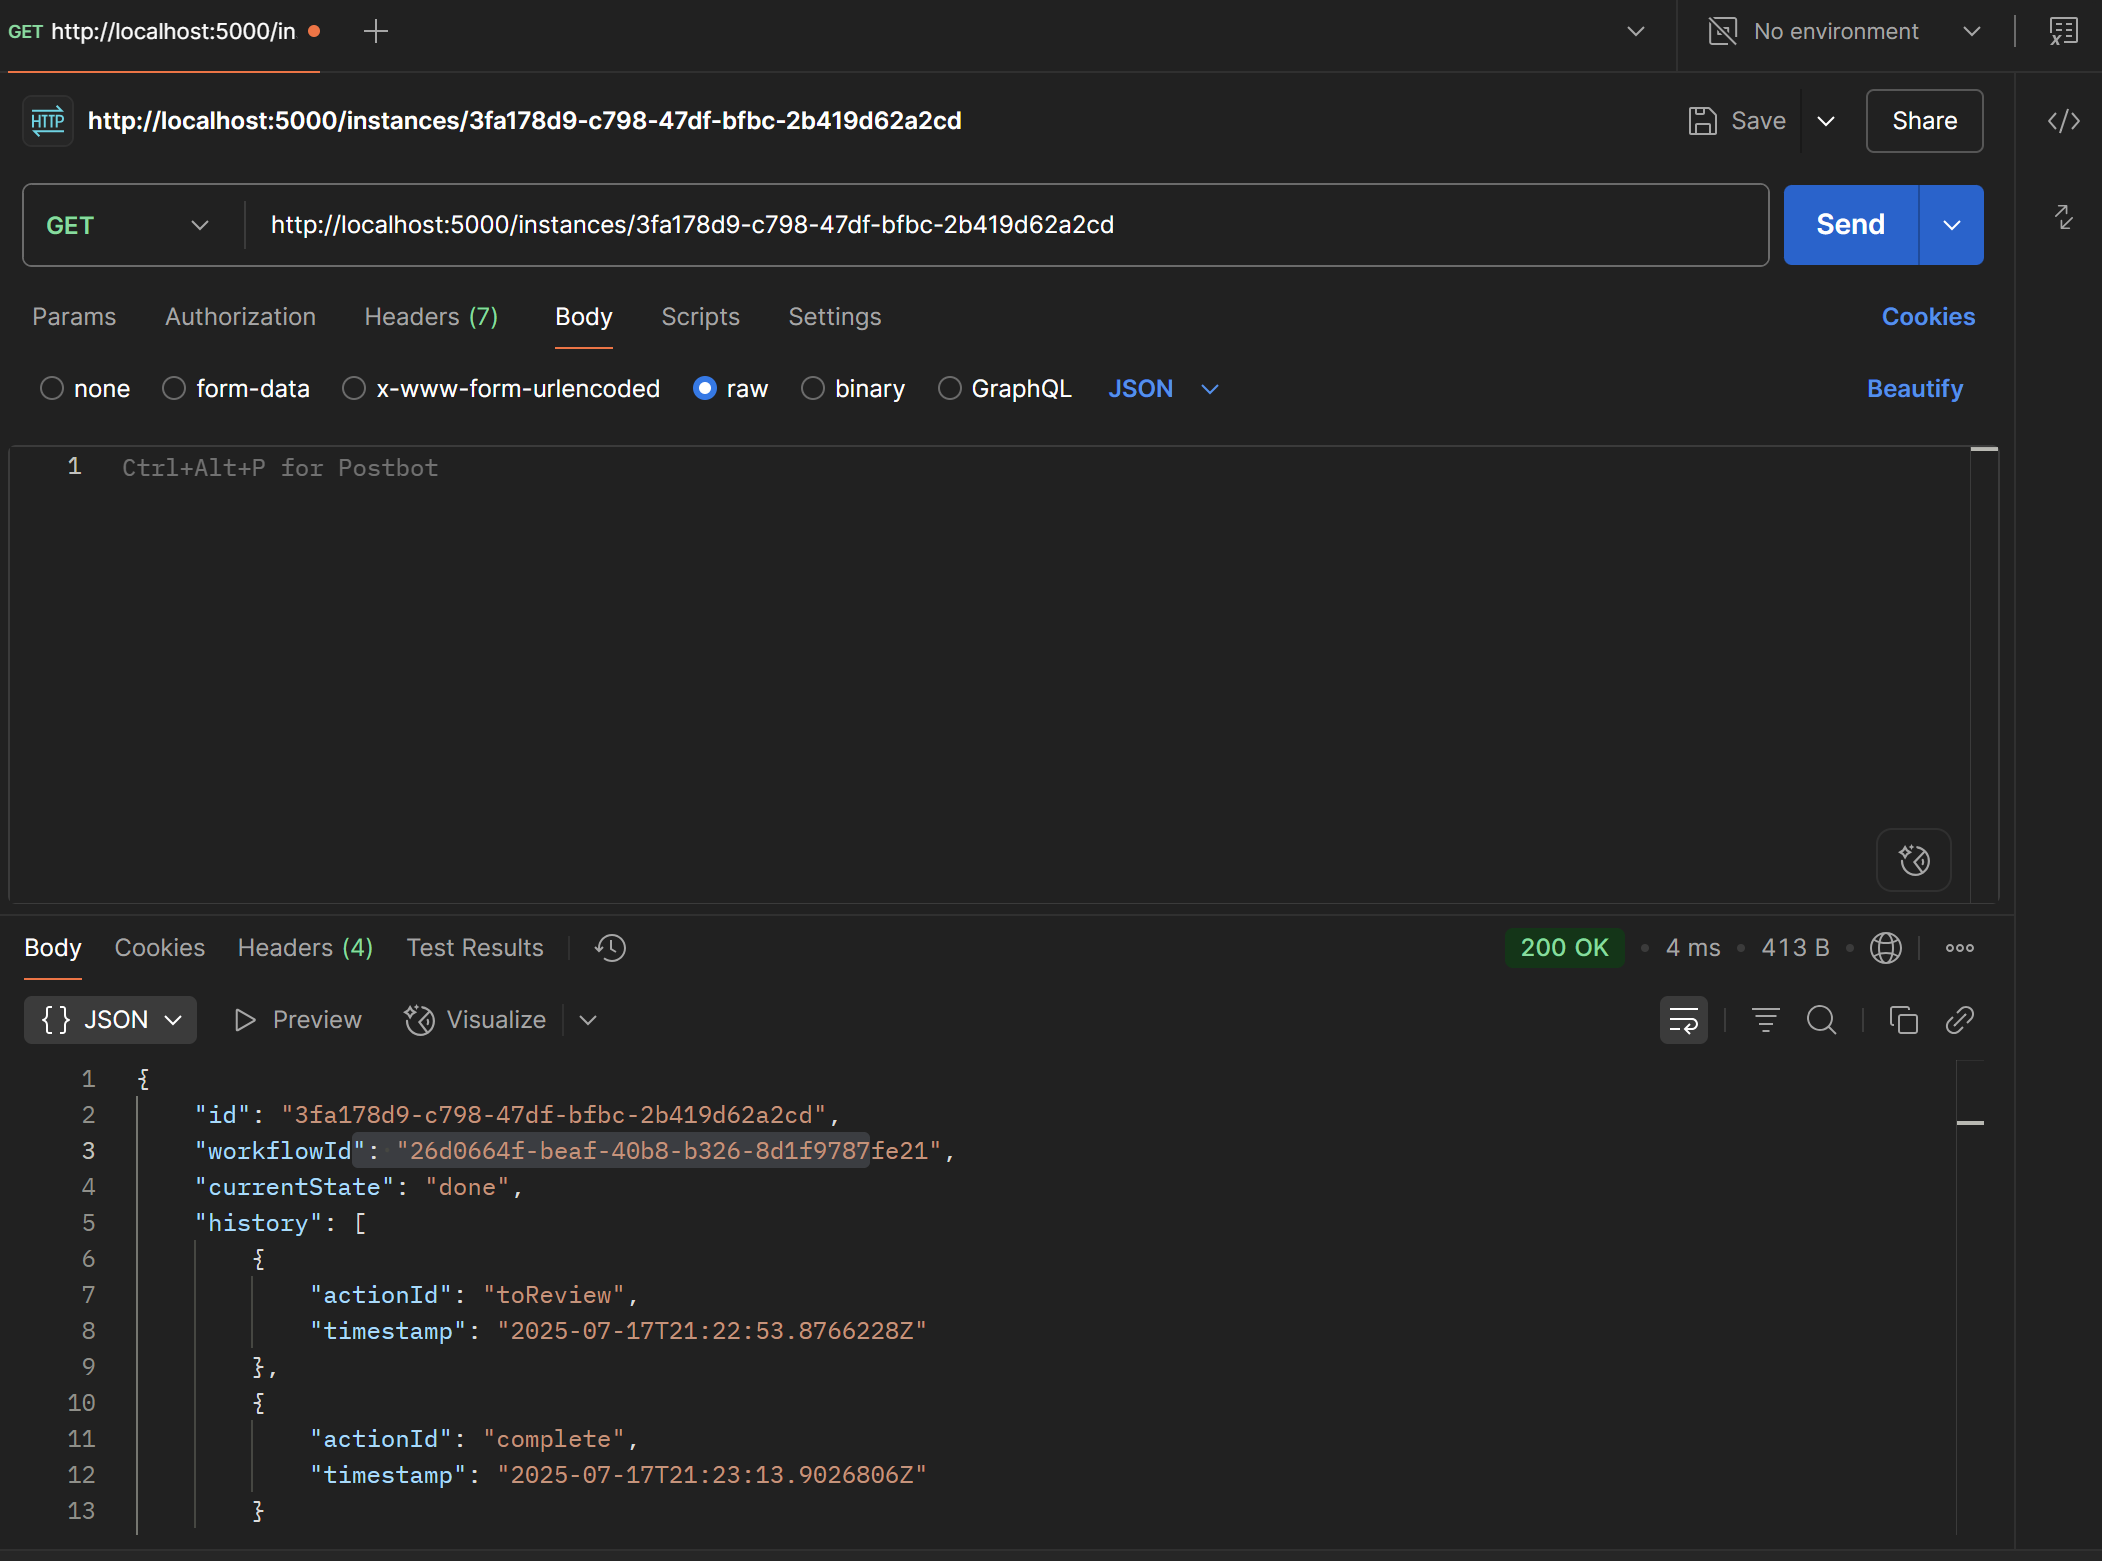 GET http://localhost:5000/in
No environment
HTTP http://localhost:5000/instances/3fa178d9-c798-47df-bfbc-2b419d62a2cd
Save
Share
GET http://localhost:5000/instances/3fa178d9-c798-47df-bfbc-2b419d62a2cd
Send
Params Authorization Headers (7) Body Scripts Settings Cookies
none form-data x-www-form-urlencoded raw binary GraphQL JSON Beautify
1 Ctrl+Alt+P for Postbot
Body Cookies Headers (4) Test Results 200 OK • 4 ms • 413 B •
{} JSON Preview Visualize
1 {
2 "id": "3fa178d9-c798-47df-bfbc-2b419d62a2cd",
3 "workflowId": "26d0664f-beaf-40b8-b326-8d1f9787fe21",
4 "currentState": "done",
5 "history": [
6 {
7 "actionId": "toReview",
8 "timestamp": "2025-07-17T21:22:53.8766228Z"
9 },
10 {
11 "actionId": "complete",
12 "timestamp": "2025-07-17T21:23:13.9026806Z"
13 }